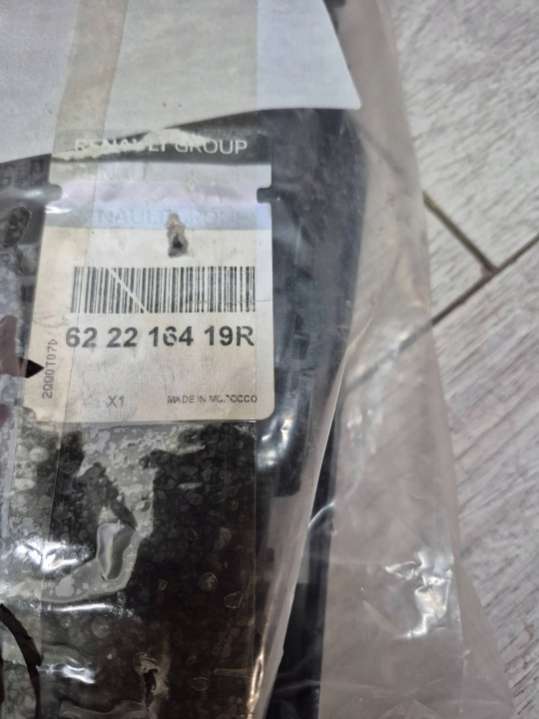 RENAULT GROUP
62 22 164 19R
X1
MADE IN MOROCCO